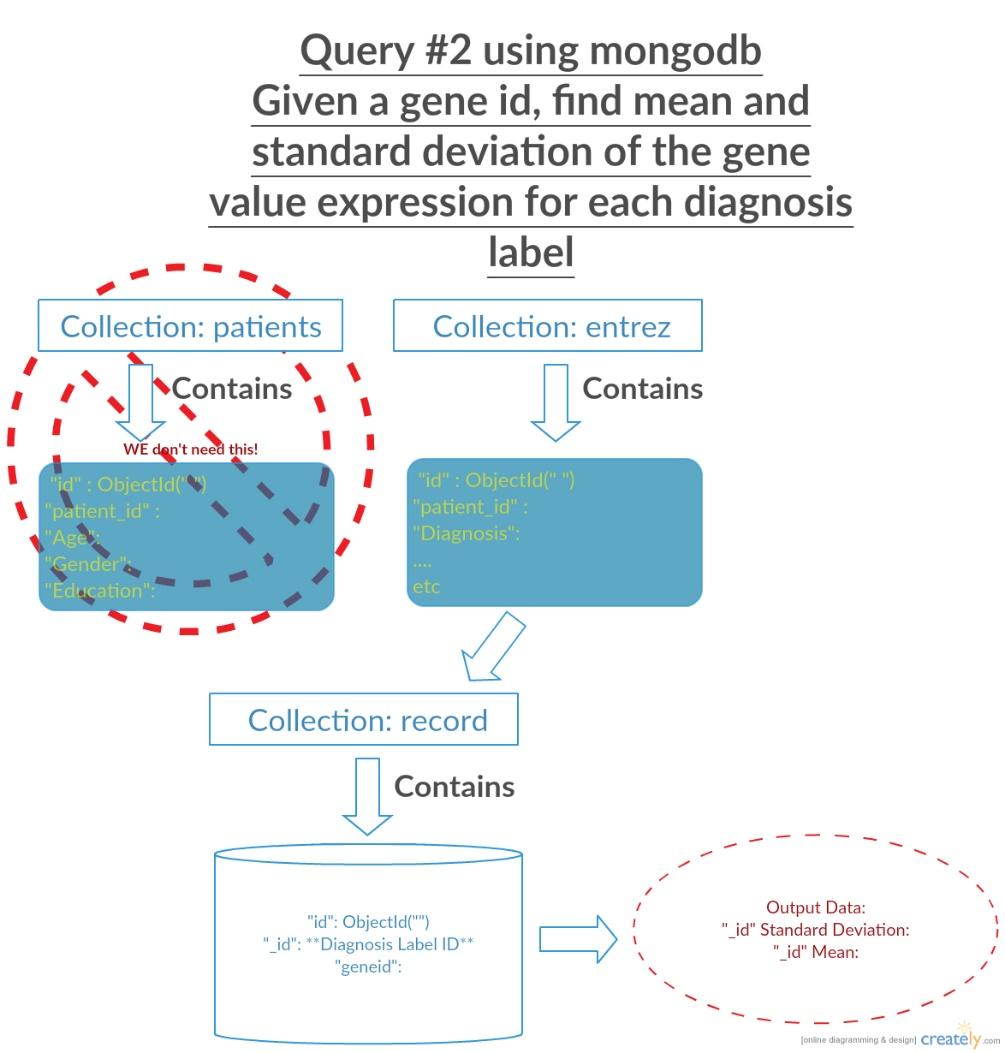 Query #2 using mongodb
Given a gene id, find mean and
standard deviation of the gene
value expression for each diagnosis
label
Collection: patients
Contains
WE don't need this!
"id" : ObjectId(" ")
"patient_id" :
"Age":
"Gender":
"Education":
Collection: entrez
Contains
"id" : ObjectId(" ")
"patient_id" :
"Diagnosis":
....
etc
Collection: record
Contains
"id": ObjectId("")
"_id": **Diagnosis Label ID**
"geneid":
Output Data:
"_id" Standard Deviation:
"_id" Mean:
[online diagramming & design] creately.com